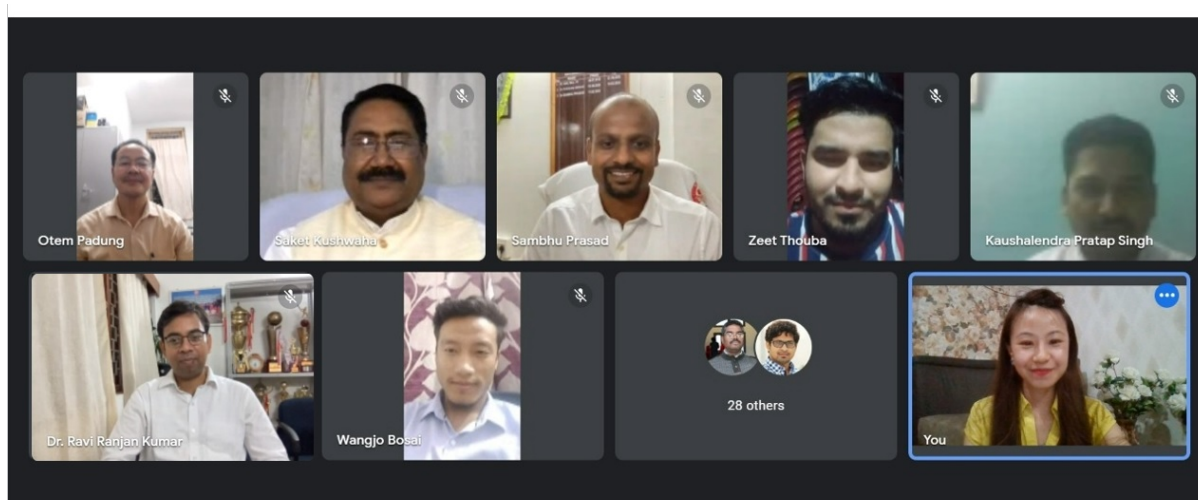 Otem Padung
Saket Kushwaha
Sambhu Prasad
Zeet Thouba
Kaushalendra Pratap Singh
Dr. Ravi Ranjan Kumar
Wangjo Bosai
28 others
You